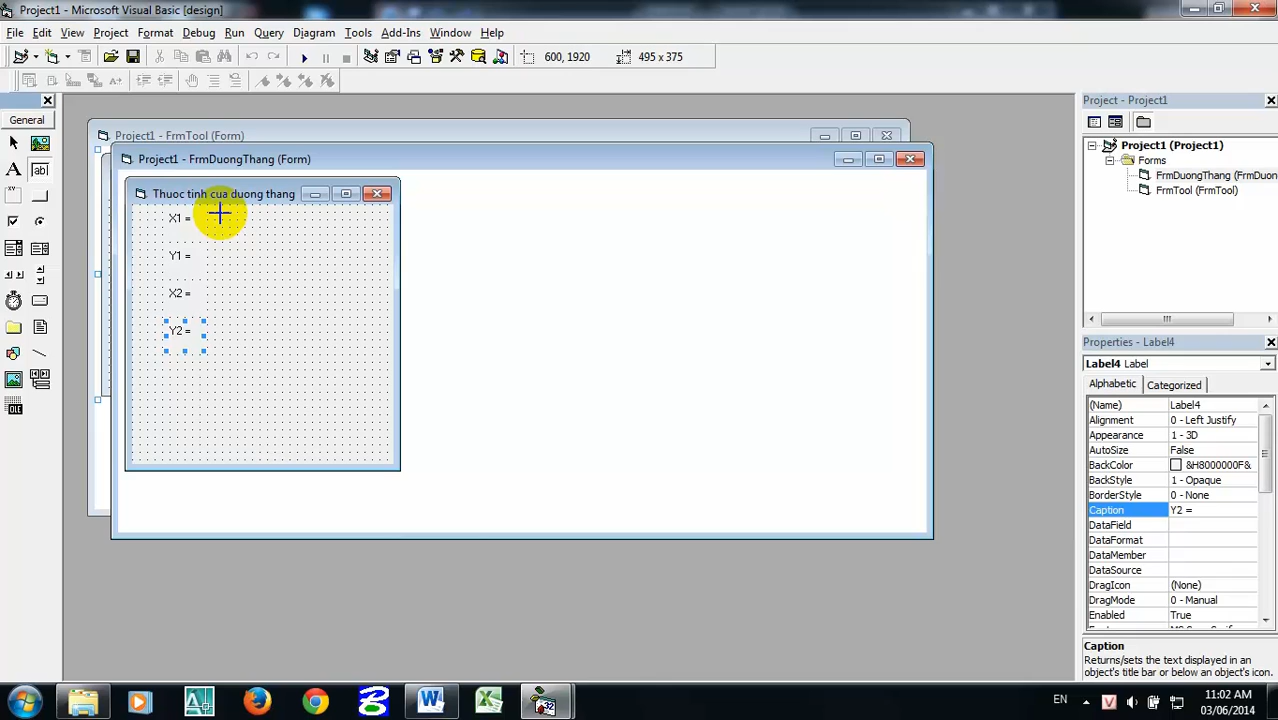 Project1 - Microsoft Visual Basic [design]
File Edit View Project Format Debug Run Query Diagram Tools Add-Ins Window Help
600, 1920 495 x 375
General
Project1 - FrmTool (Form)
Project1 - FrmDuongThang (Form)
Thuoc tinh cua duong thang
X1 =
Y1 =
X2 =
Y2 =
A
ab
xy
OLE
Project - Project1
Project1 (Project1)
Forms
FrmDuongThang (FrmDuon
FrmTool (FrmTool)
Properties - Label4
Label4 Label
Alphabetic Categorized
(Name) Label4
Alignment 0 - Left Justify
Appearance 1 - 3D
AutoSize False
BackColor &H8000000F&
BackStyle 1 - Opaque
BorderStyle 0 - None
Caption Y2 =
DataField
DataFormat
DataMember
DataSource
DragIcon (None)
DragMode 0 - Manual
Enabled True
Caption
Returns/sets the text displayed in an
object's title bar or below an object's icon.
32
EN
V
11:02 AM
03/06/2014